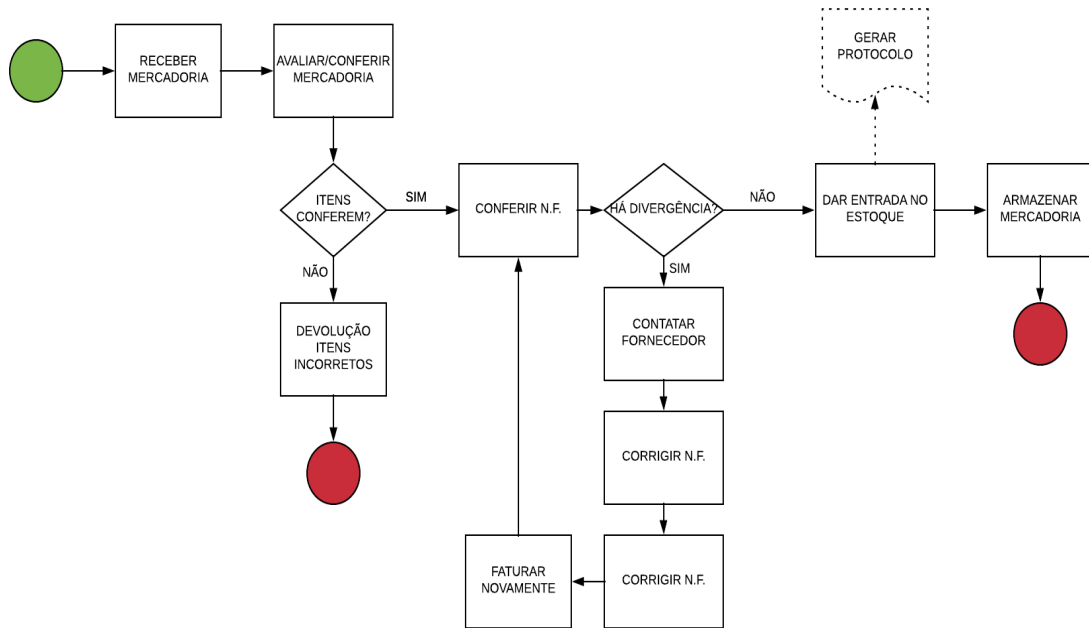 RECEBER
MERCADORIA
AVALIAR/CONFERIR
MERCADORIA
GERAR
PROTOCOLO
ITENS
CONFEREM?
SIM
CONFERIR N.F.
HÁ DIVERGÊNCIA?
NÃO
DAR ENTRADA NO
ESTOQUE
ARMAZENAR
MERCADORIA
NÃO
SIM
DEVOLUÇÃO
ITENS
INCORRETOS
CONTATAR
FORNECEDOR
CORRIGIR N.F.
FATURAR
NOVAMENTE
CORRIGIR N.F.